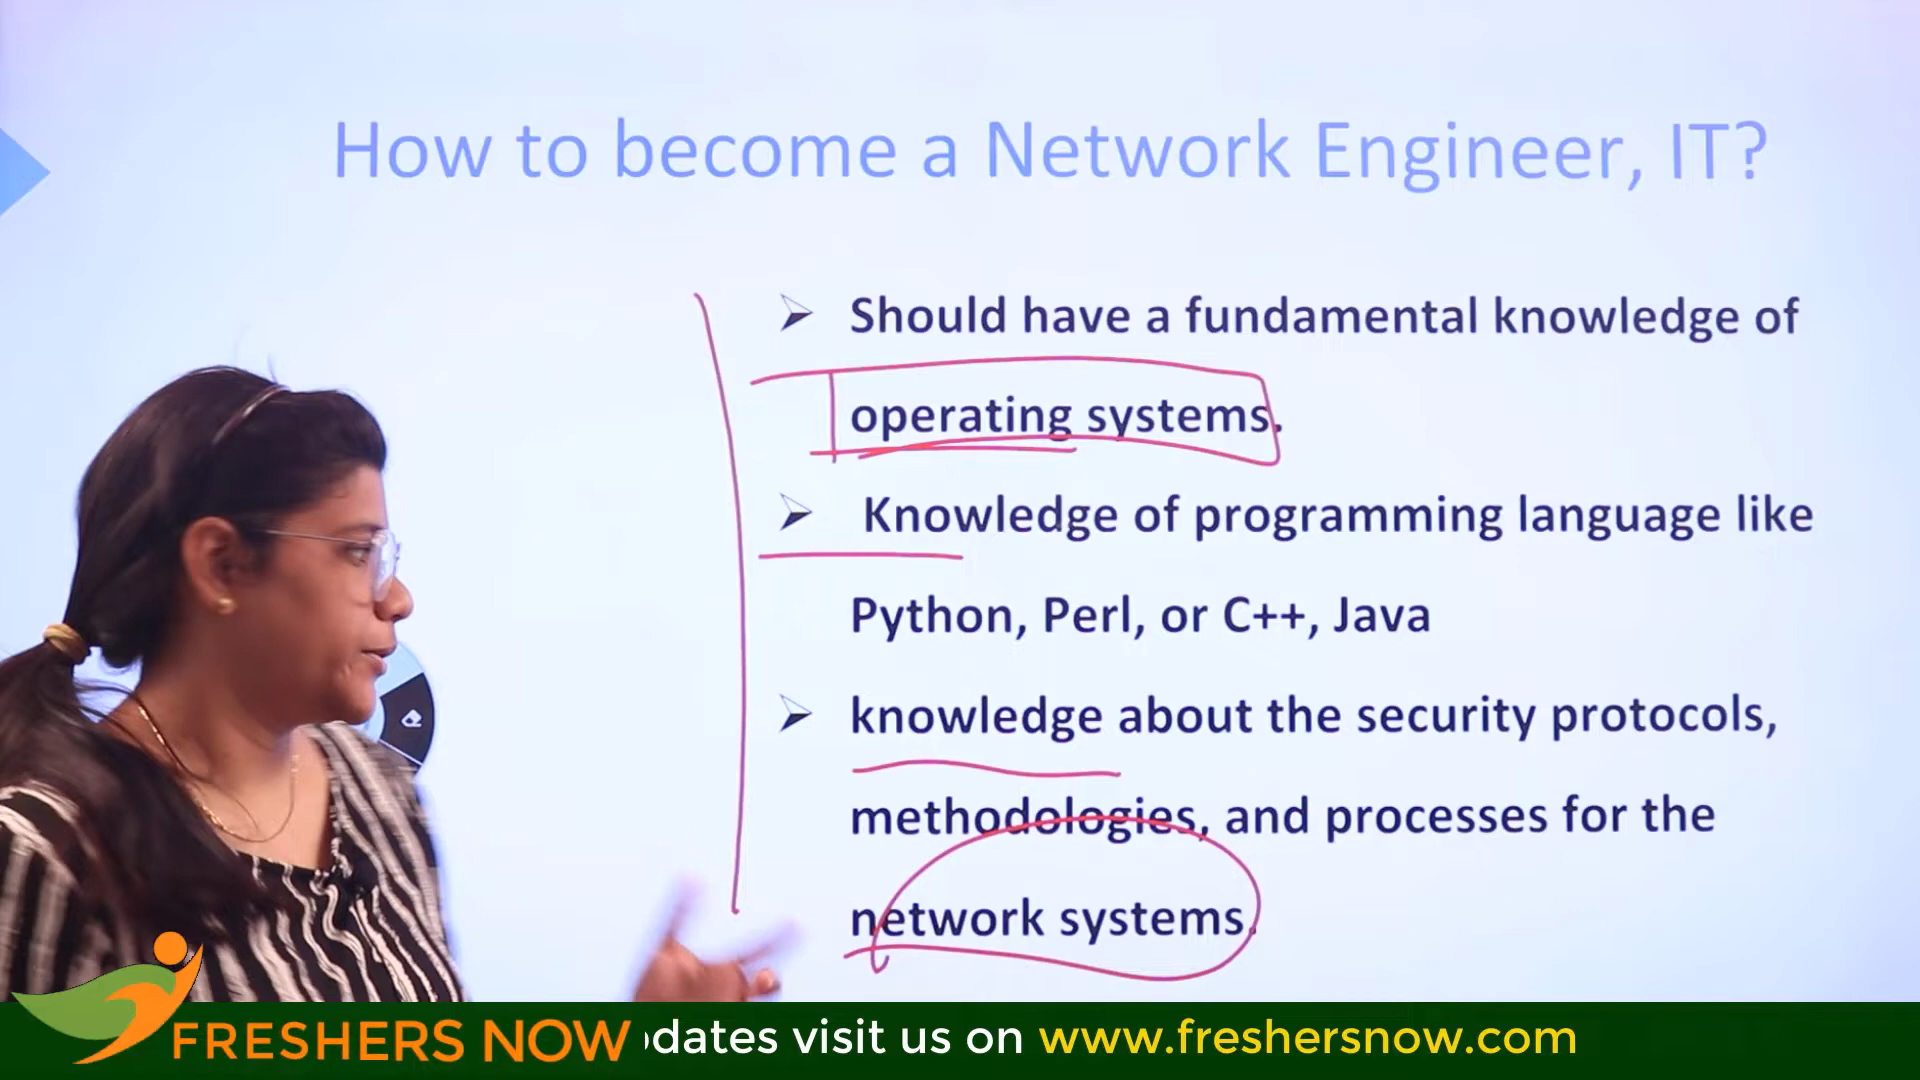 How to become a Network Engineer, IT?
Should have a fundamental knowledge of
operating systems.
Knowledge of programming language like
Python, Perl, or C++, Java
knowledge about the security protocols,
methodologies, and processes for the
network systems.
FRESHERS NOW
visit us on www.freshersnow.com